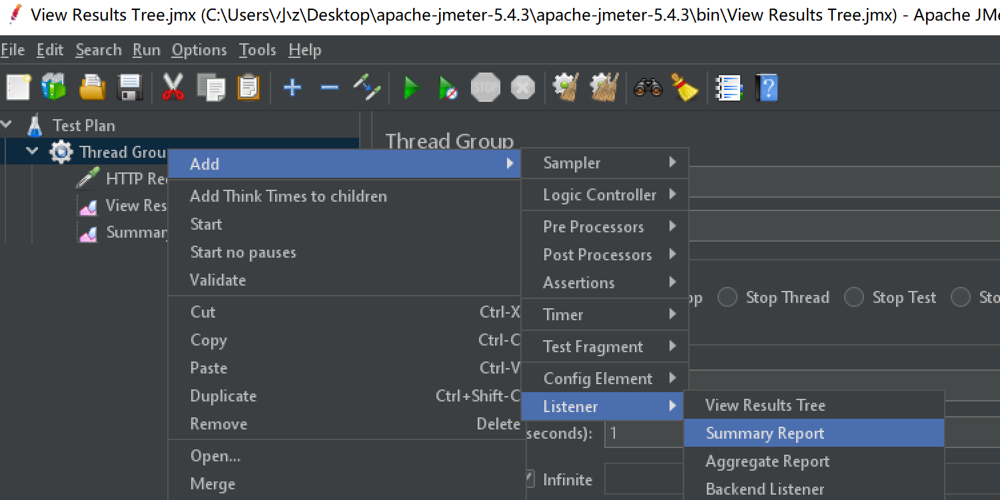 View Results Tree.jmx (C:\Users\小z\Desktop\apache-jmeter-5.4.3\apache-jmeter-5.4.3\bin\View Results Tree.jmx) - Apache JMe
File Edit Search Run Options Tools Help
STOP
Test Plan
Thread Grou
Thread Group
HTTP Re
View Res
Summar
Add
Add Think Times to children
Start
Start no pauses
Validate
Cut Ctrl-X
Copy Ctrl-C
Paste Ctrl-V
Duplicate Ctrl+Shift-C
Remove Delete
Open...
Merge
Sampler
Logic Controller
Pre Processors
Post Processors
Assertions
Timer
Test Fragment
Config Element
Listener
View Results Tree
Summary Report
Aggregate Report
Backend Listener
op Stop Thread Stop Test Sto
seconds): 1
Infinite